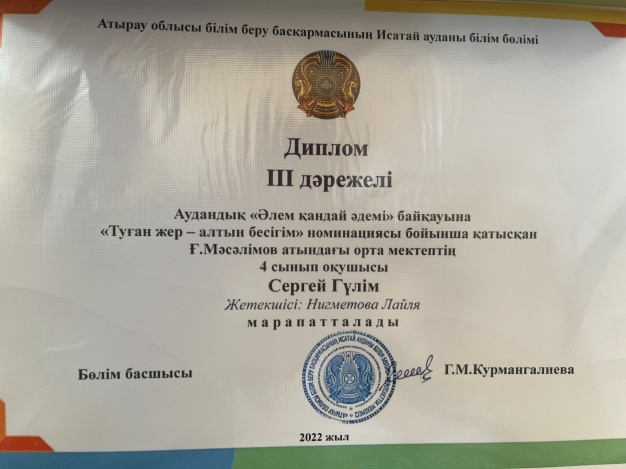 Атырау облысы білім беру басқармасының Исатай ауданы білім бөлімі
Диплом
III дәрежелі
Аудандық «Әлем қандай әдемі» байқауына
«Туған жер – алтын бесігім» номинациясы бойынша қатысқан
Ғ.Мәсәлімов атындағы орта мектептің
4 сынып оқушысы
Сергей Гүлім
Жетекшісі: Нигметова Лайля
марапатталады
Бөлім басшысы
Г.М.Курмангалиева
2022 жыл